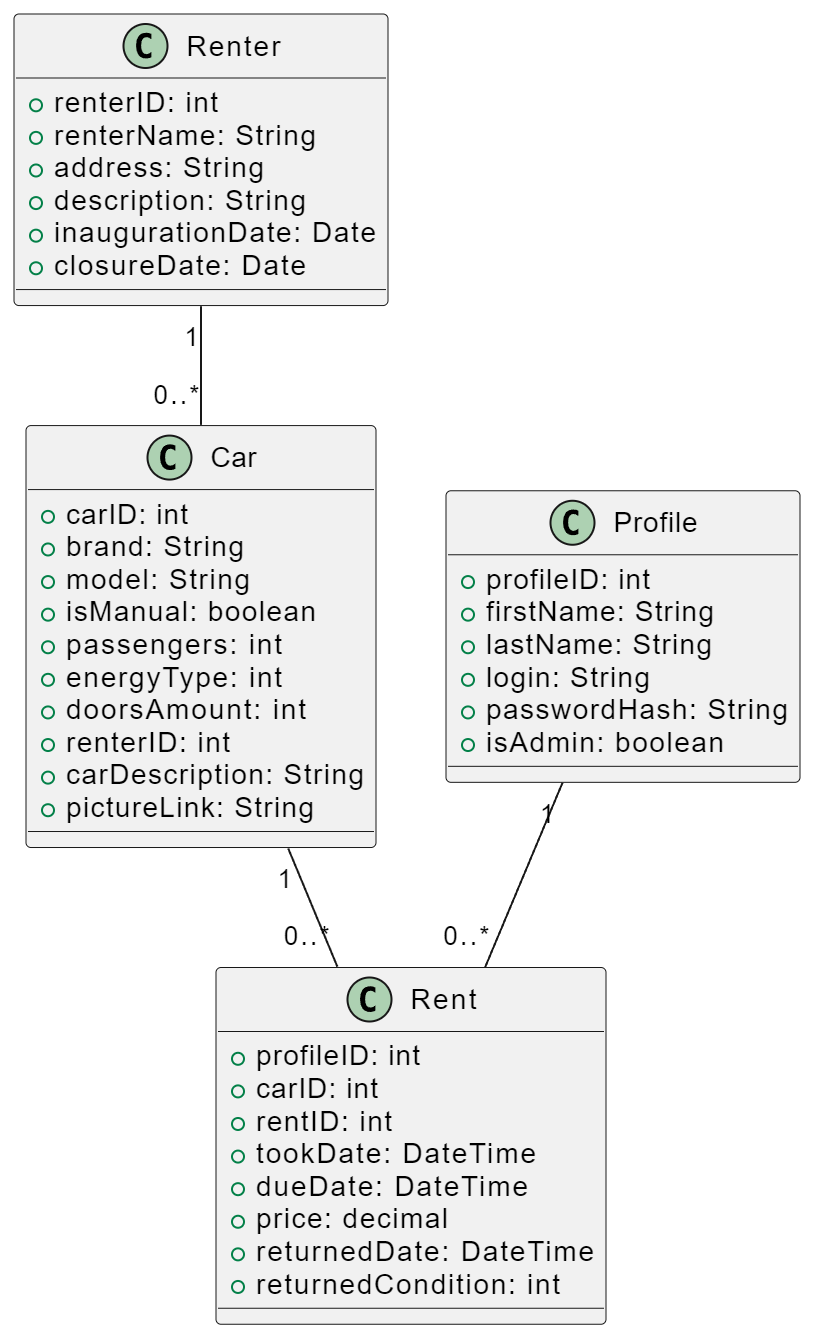 C Renter
renterID: int
renterName: String
address: String
description: String
inaugurationDate: Date
closureDate: Date
1
0..*
C Car
carID: int
brand: String
model: String
isManual: boolean
passengers: int
energyType: int
doorsAmount: int
renterID: int
carDescription: String
pictureLink: String
C Profile
profileID: int
firstName: String
lastName: String
login: String
passwordHash: String
isAdmin: boolean
1
1
0..*
0..*
C Rent
profileID: int
carID: int
rentID: int
tookDate: DateTime
dueDate: DateTime
price: decimal
returnedDate: DateTime
returnedCondition: int